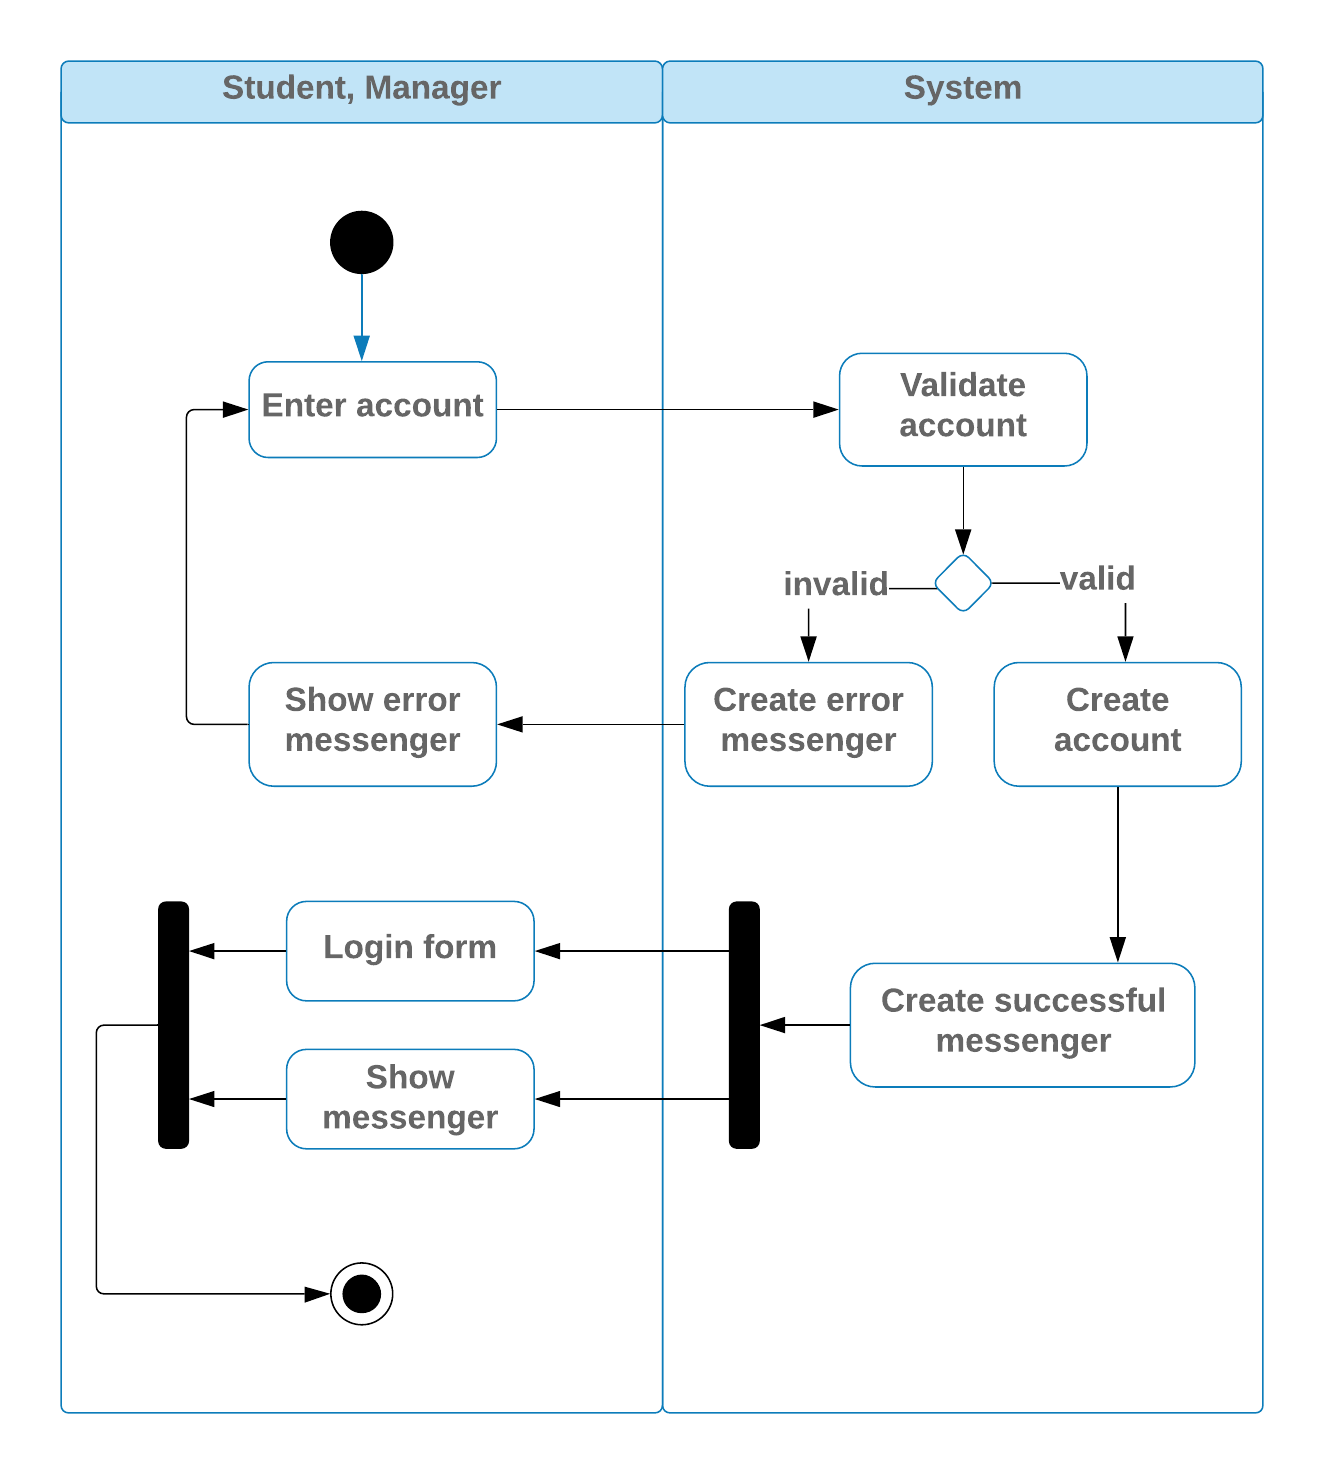 Student, Manager
System
Enter account
Validate
account
invalid
valid
Show error
messenger
Create error
messenger
Create
account
Login form
Create successful
messenger
Show
messenger